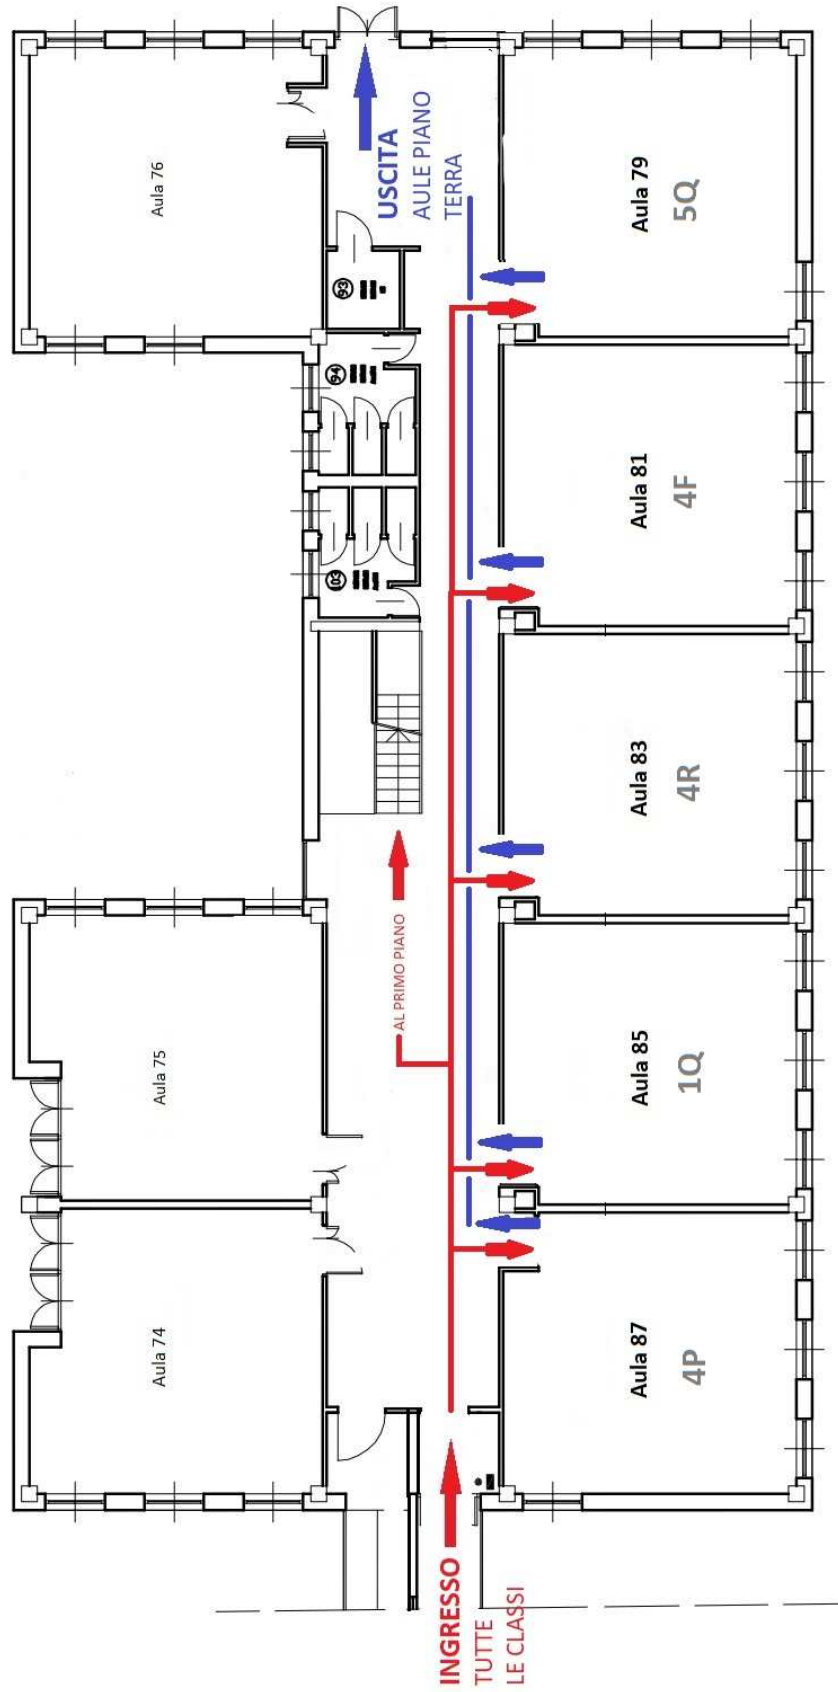 Aula 76
USCITA
AULE PIANO
TERRA
Aula 79
5Q
93
94
Aula 81
4F
103
Aula 83
4R
AL PRIMO PIANO
Aula 75
Aula 85
1Q
Aula 74
Aula 87
4P
INGRESSO
TUTTE
LE CLASSI